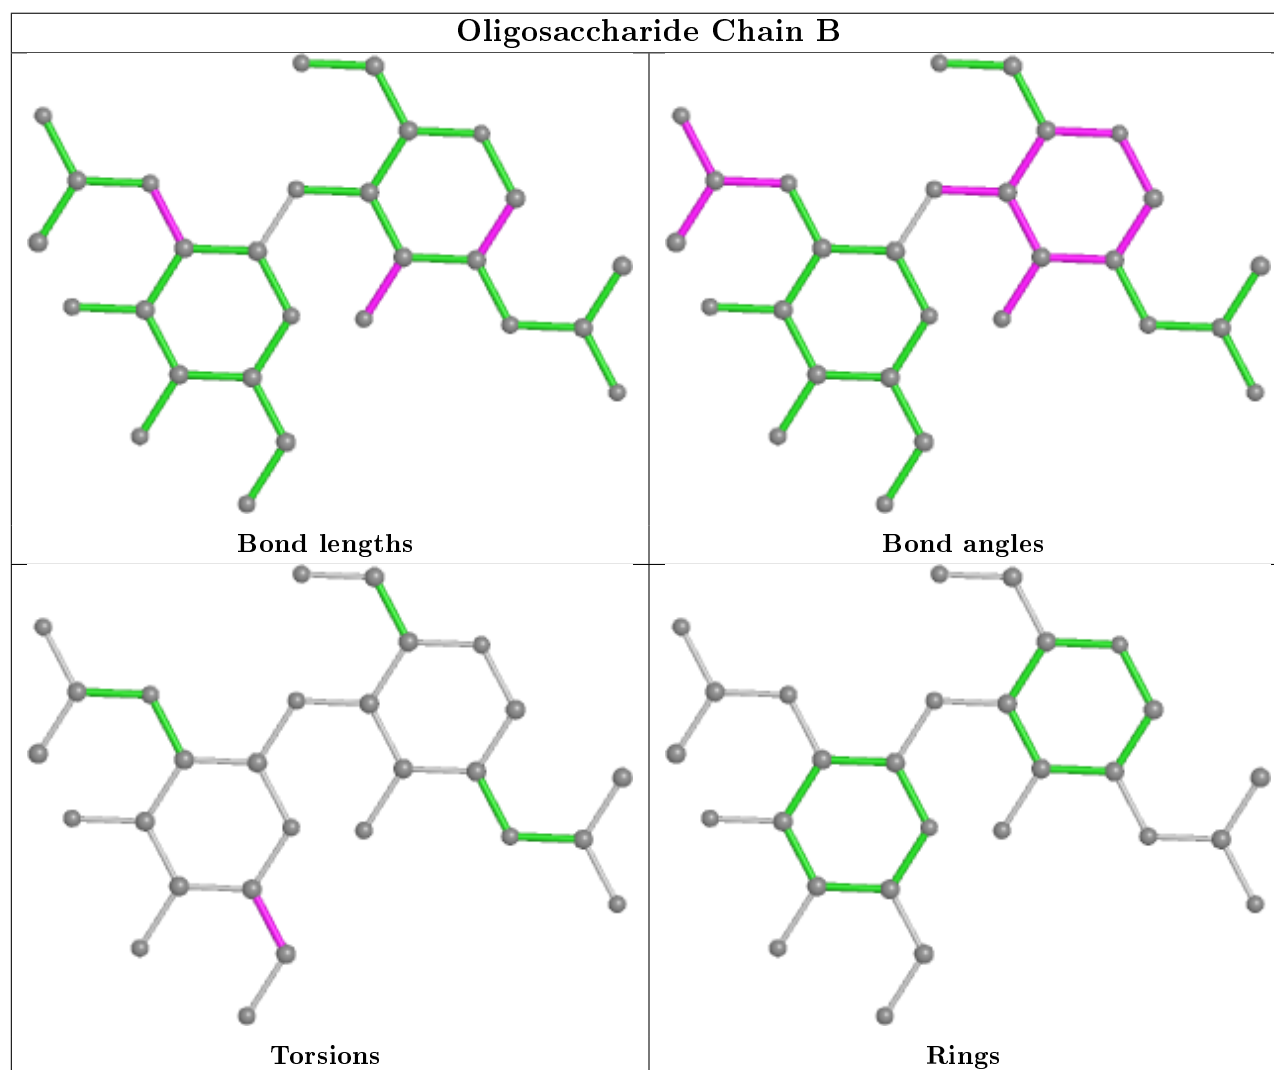 Oligosaccharide Chain B
Bond lengths
Bond angles
Torsions
Rings